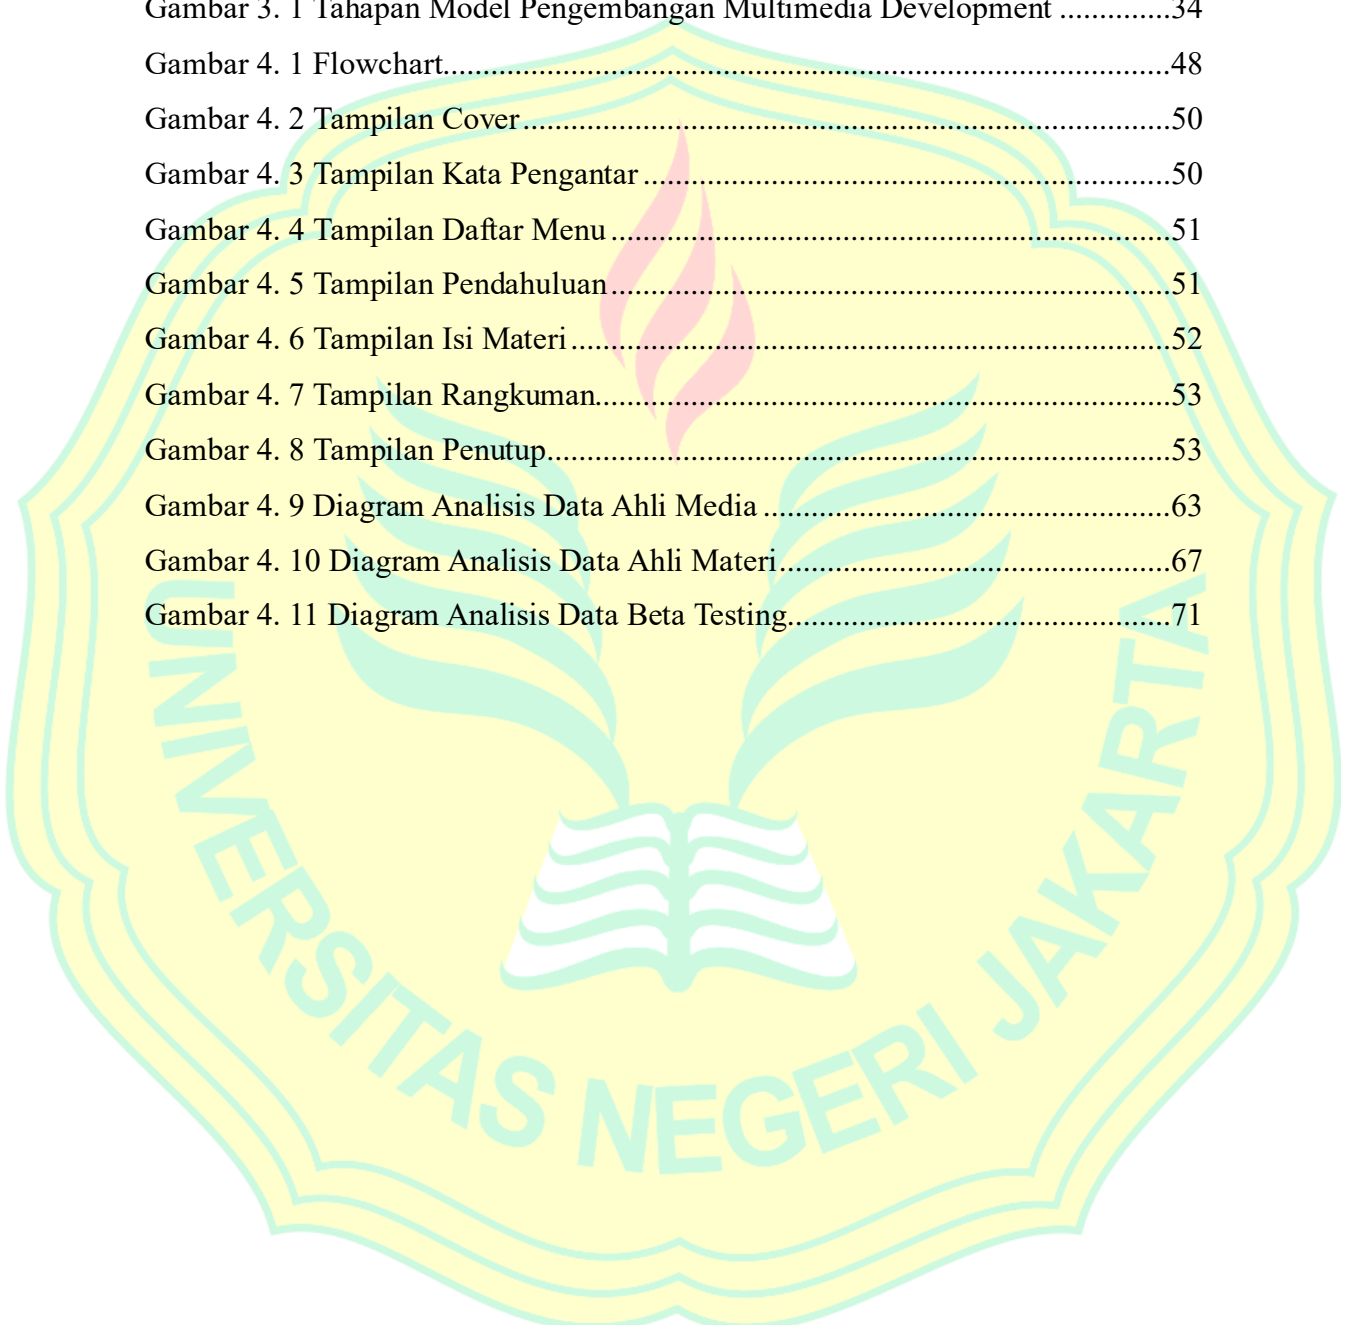 Gambar 3. 1 Tahapan Model Pengembangan Multimedia Development .............34
Gambar 4. 1 Flowchart...........................................................................................48
Gambar 4. 2 Tampilan Cover.................................................................................50
Gambar 4. 3 Tampilan Kata Pengantar..................................................................50
Gambar 4. 4 Tampilan Daftar Menu......................................................................51
Gambar 4. 5 Tampilan Pendahuluan......................................................................51
Gambar 4. 6 Tampilan Isi Materi...........................................................................52
Gambar 4. 7 Tampilan Rangkuman........................................................................53
Gambar 4. 8 Tampilan Penutup..............................................................................53
Gambar 4. 9 Diagram Analisis Data Ahli Media...................................................63
Gambar 4. 10 Diagram Analisis Data Ahli Materi.................................................67
Gambar 4. 11 Diagram Analisis Data Beta Testing................................................71
UNIVERSITAS NEGERI JAKARTA